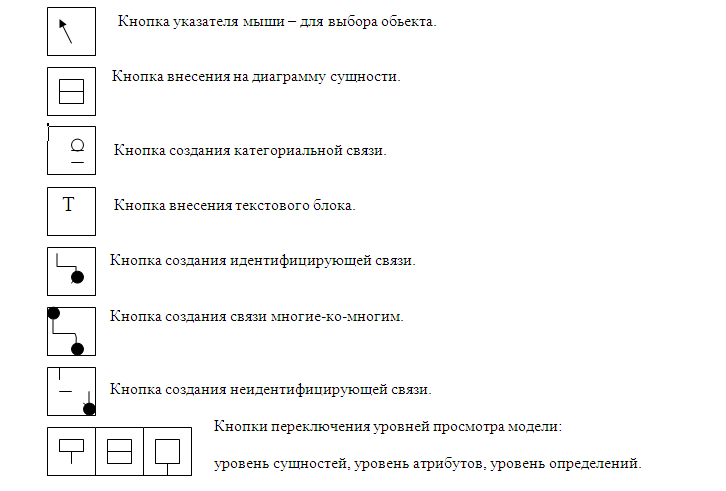 Кнопка указателя мыши – для выбора обьекта.
Кнопка внесения на диаграмму сущности.
Кнопка создания категориальной связи.
T
Кнопка внесения текстового блока.
Кнопка создания идентифицирующей связи.
Кнопка создания связи многие-ко-многим.
Кнопка создания неидентифицирующей связи.
Кнопки переключения уровней просмотра модели:
уровень сущностей, уровень атрибутов, уровень определений.